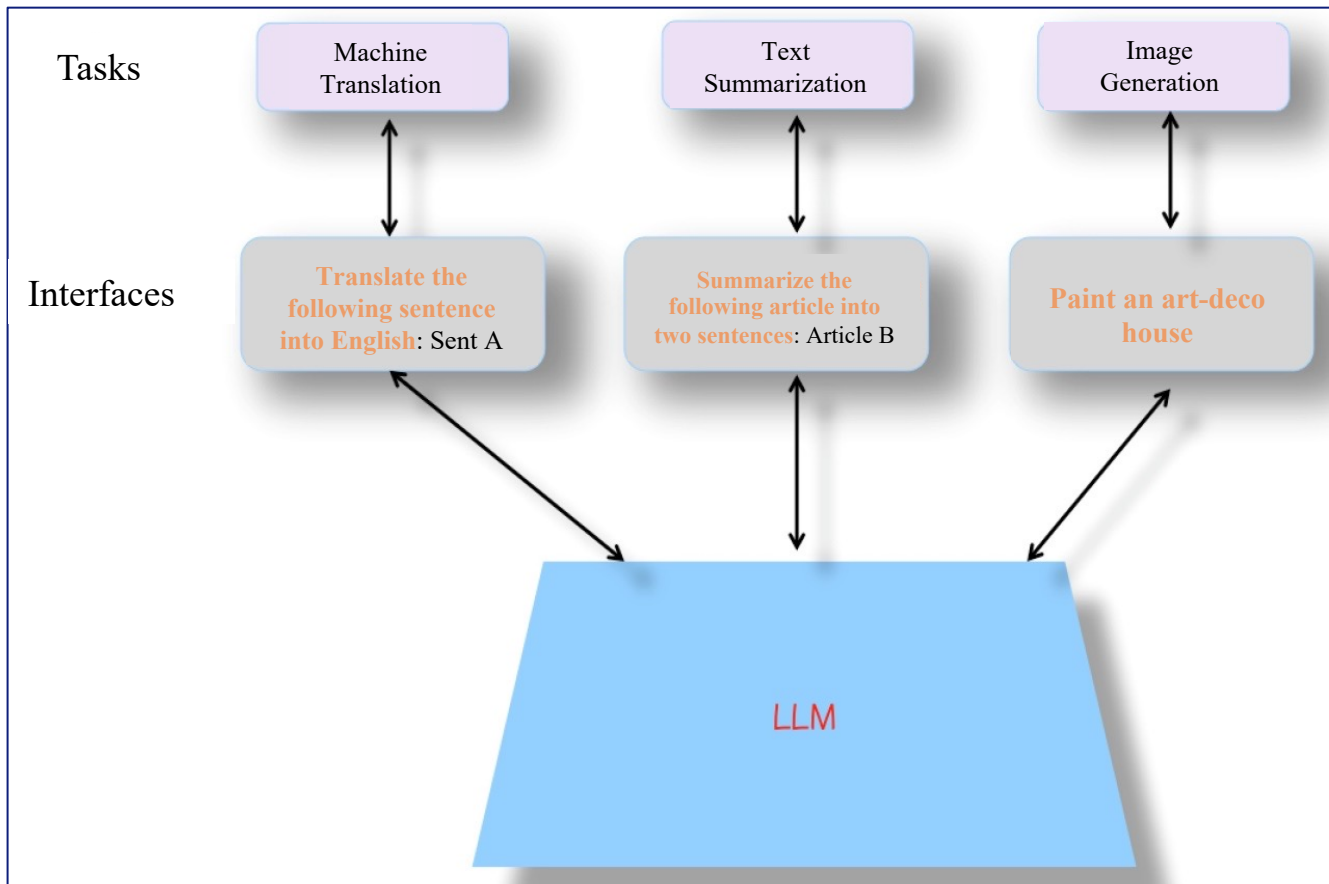 Tasks
Machine
Translation
Text
Summarization
Image
Generation
Interfaces
Translate the
following sentence
into English: Sent A
Summarize the
following article into
two sentences: Article B
Paint an art-deco
house
LLM